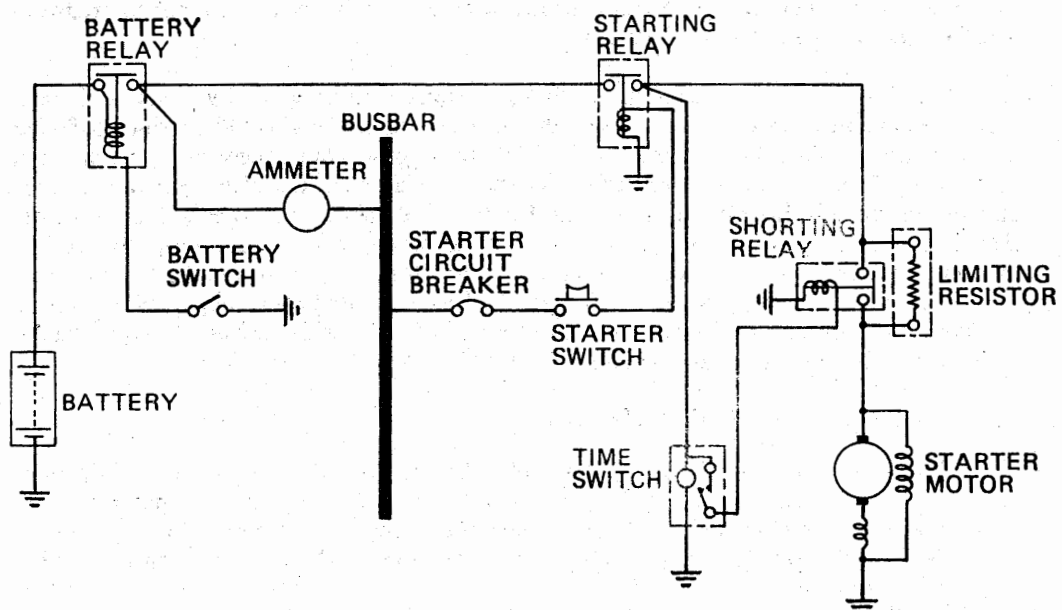 BATTERY
RELAY
STARTING
RELAY
BUSBAR
AMMETER
BATTERY
SWITCH
STARTER
CIRCUIT
BREAKER
STARTER
SWITCH
SHORTING
RELAY
LIMITING
RESISTOR
BATTERY
TIME
SWITCH
STARTER
MOTOR